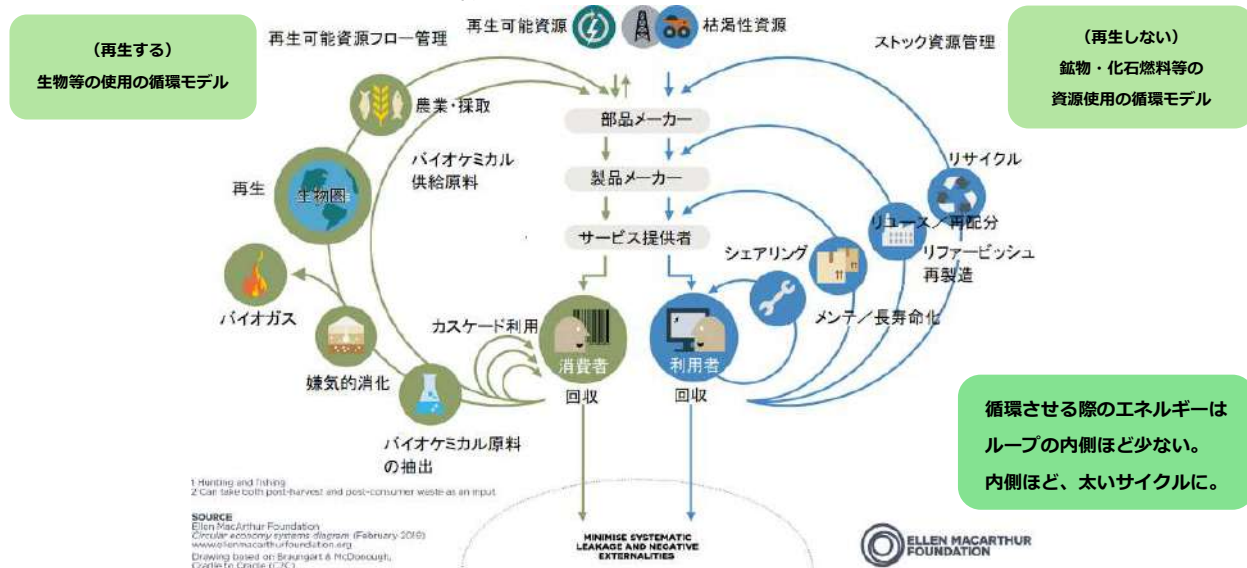 再生可能資源
枯渇性資源
再生可能資源フロー管理
ストック資源管理
（再生する）
生物等の使用の循環モデル
（再生しない）
鉱物・化石燃料等の
資源使用の循環モデル
農業・採取
部品メーカー
バイオケミカル
供給原料
リサイクル
製品メーカー
再生
生物圏
リユース／再配分
サービス提供者
シェアリング
リファービッシュ
再製造
バイオガス
カスケード利用
メンテ／長寿命化
消費者
利用者
嫌気的消化
回収
回収
循環させる際のエネルギーは
ループの内側ほど少ない。
内側ほど、太いサイクルに。
バイオケミカル原料
の抽出
1 Hunting and fishing
2 Can take both post-harvest and post-consumer waste as an input
SOURCE
Ellen MacArthur Foundation
Circular economy systems diagram (February 2019)
www.ellenmacarthurfoundation.org
Drawing based on Braungart & McDonough,
Cradle to Cradle (C2C)
MINIMISE SYSTEMATIC
LEAKAGE AND NEGATIVE
EXTERNALITIES
ELLEN MACARTHUR
FOUNDATION